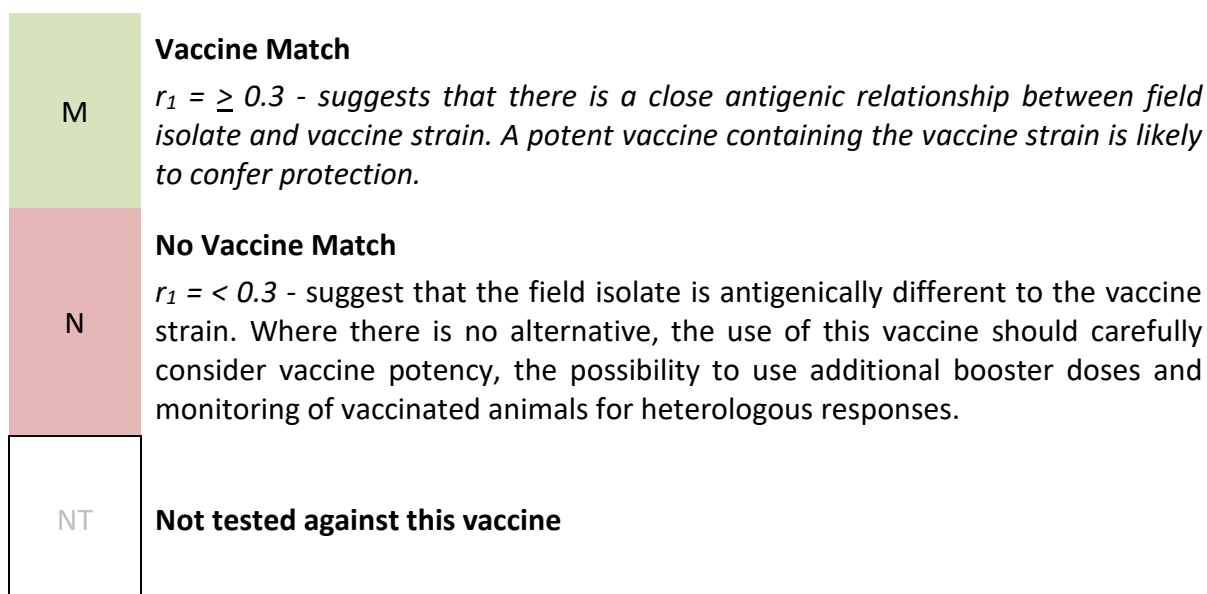 Vaccine Match
M
r₁ = ≥ 0.3 - suggests that there is a close antigenic relationship between field
isolate and vaccine strain. A potent vaccine containing the vaccine strain is likely
to confer protection.
No Vaccine Match
N
r₁ = < 0.3 - suggest that the field isolate is antigenically different to the vaccine
strain. Where there is no alternative, the use of this vaccine should carefully
consider vaccine potency, the possibility to use additional booster doses and
monitoring of vaccinated animals for heterologous responses.
NT
Not tested against this vaccine